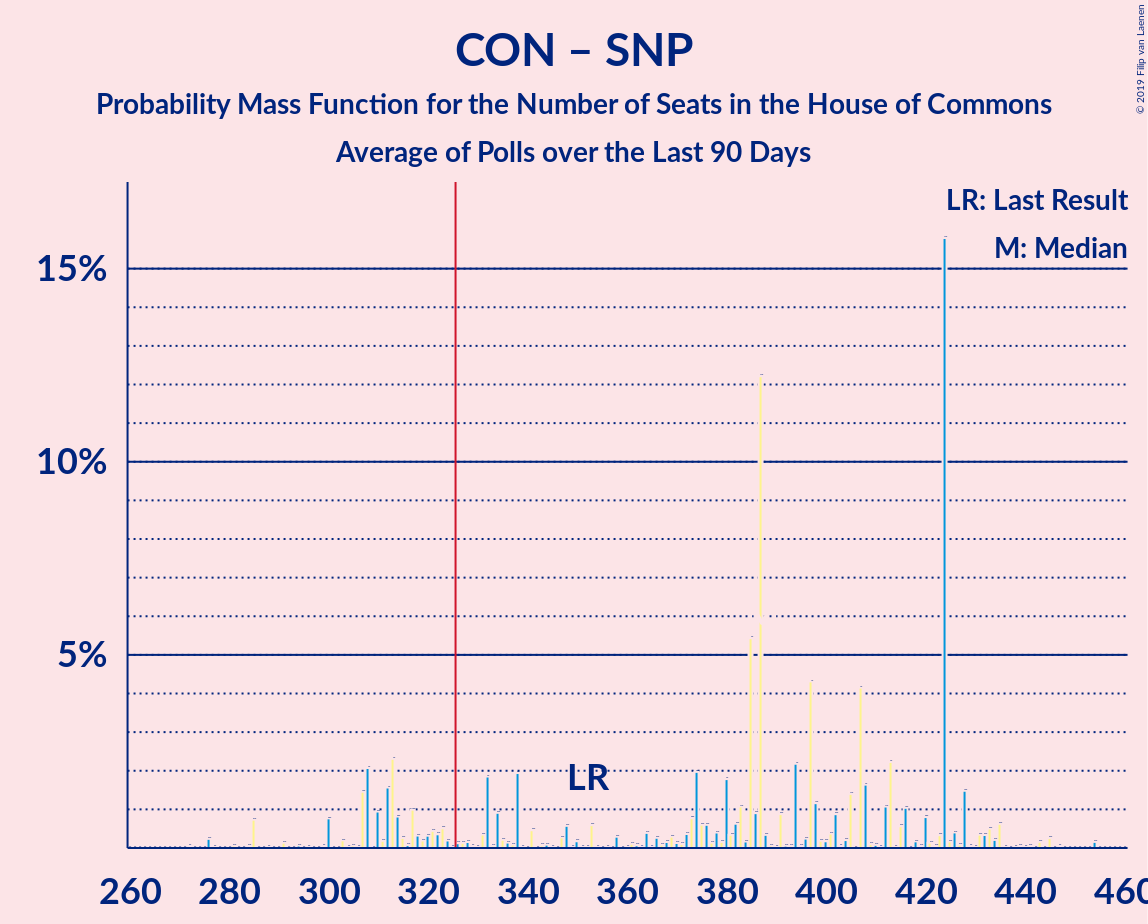 CON – SNP
Probability Mass Function for the Number of Seats in the House of Commons
Average of Polls over the Last 90 Days
© 2019 Filip van Laenen
LR: Last Result
M: Median
15%
10%
5%
LR
260 280 300 320 340 360 380 400 420 440 460